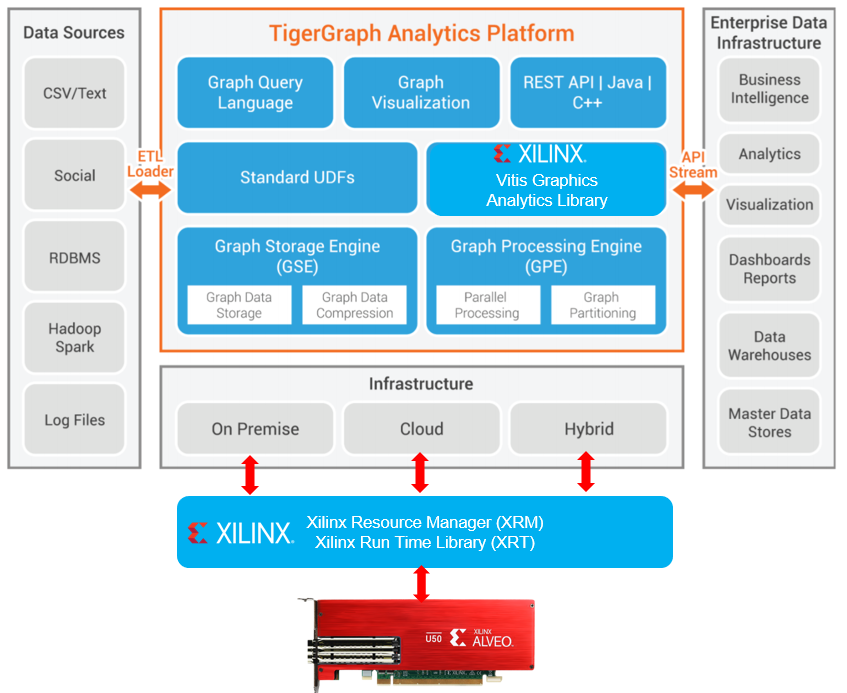 Data Sources
CSV/Text
Social
RDBMS
Hadoop
Spark
Log Files
ETL
Loader
TigerGraph Analytics Platform
Graph Query
Language
Graph
Visualization
REST API | Java |
C++
Standard UDFs
XILINX.
Vitis Graphics
Analytics Library
Graph Storage Engine
(GSE)
Graph Data
Storage
Graph Data
Compression
Graph Processing Engine
(GPE)
Parallel
Processing
Graph
Partitioning
API
Stream
Enterprise Data
Infrastructure
Business
Intelligence
Analytics
Visualization
Dashboards
Reports
Data
Warehouses
Master Data
Stores
Infrastructure
On Premise
Cloud
Hybrid
XILINX.
Xilinx Resource Manager (XRM)
Xilinx Run Time Library (XRT)
U50
XILINX
ALVEO.